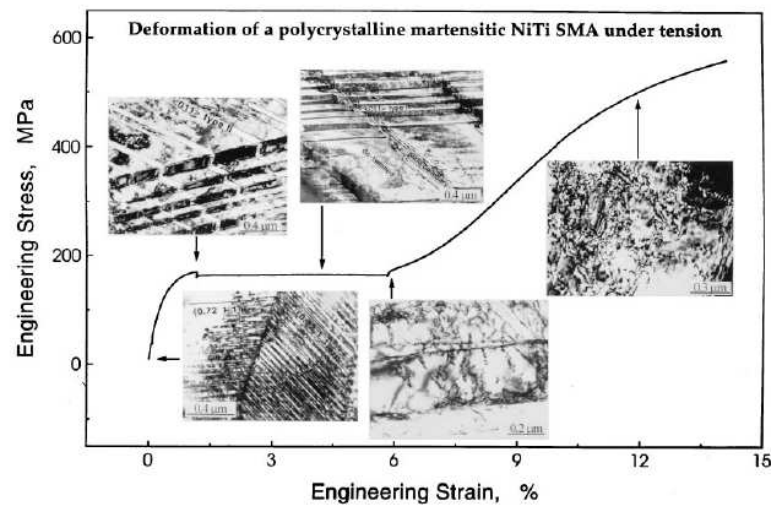 Deformation of a polycrystalline martensitic NiTi SMA under tension
Engineering Stress, MPa
600
400
200
0
0.4 μm
0.4 μm
0.4 μm
0.2 μm
0.3 μm
0 3 6 9 12 15
Engineering Strain, %